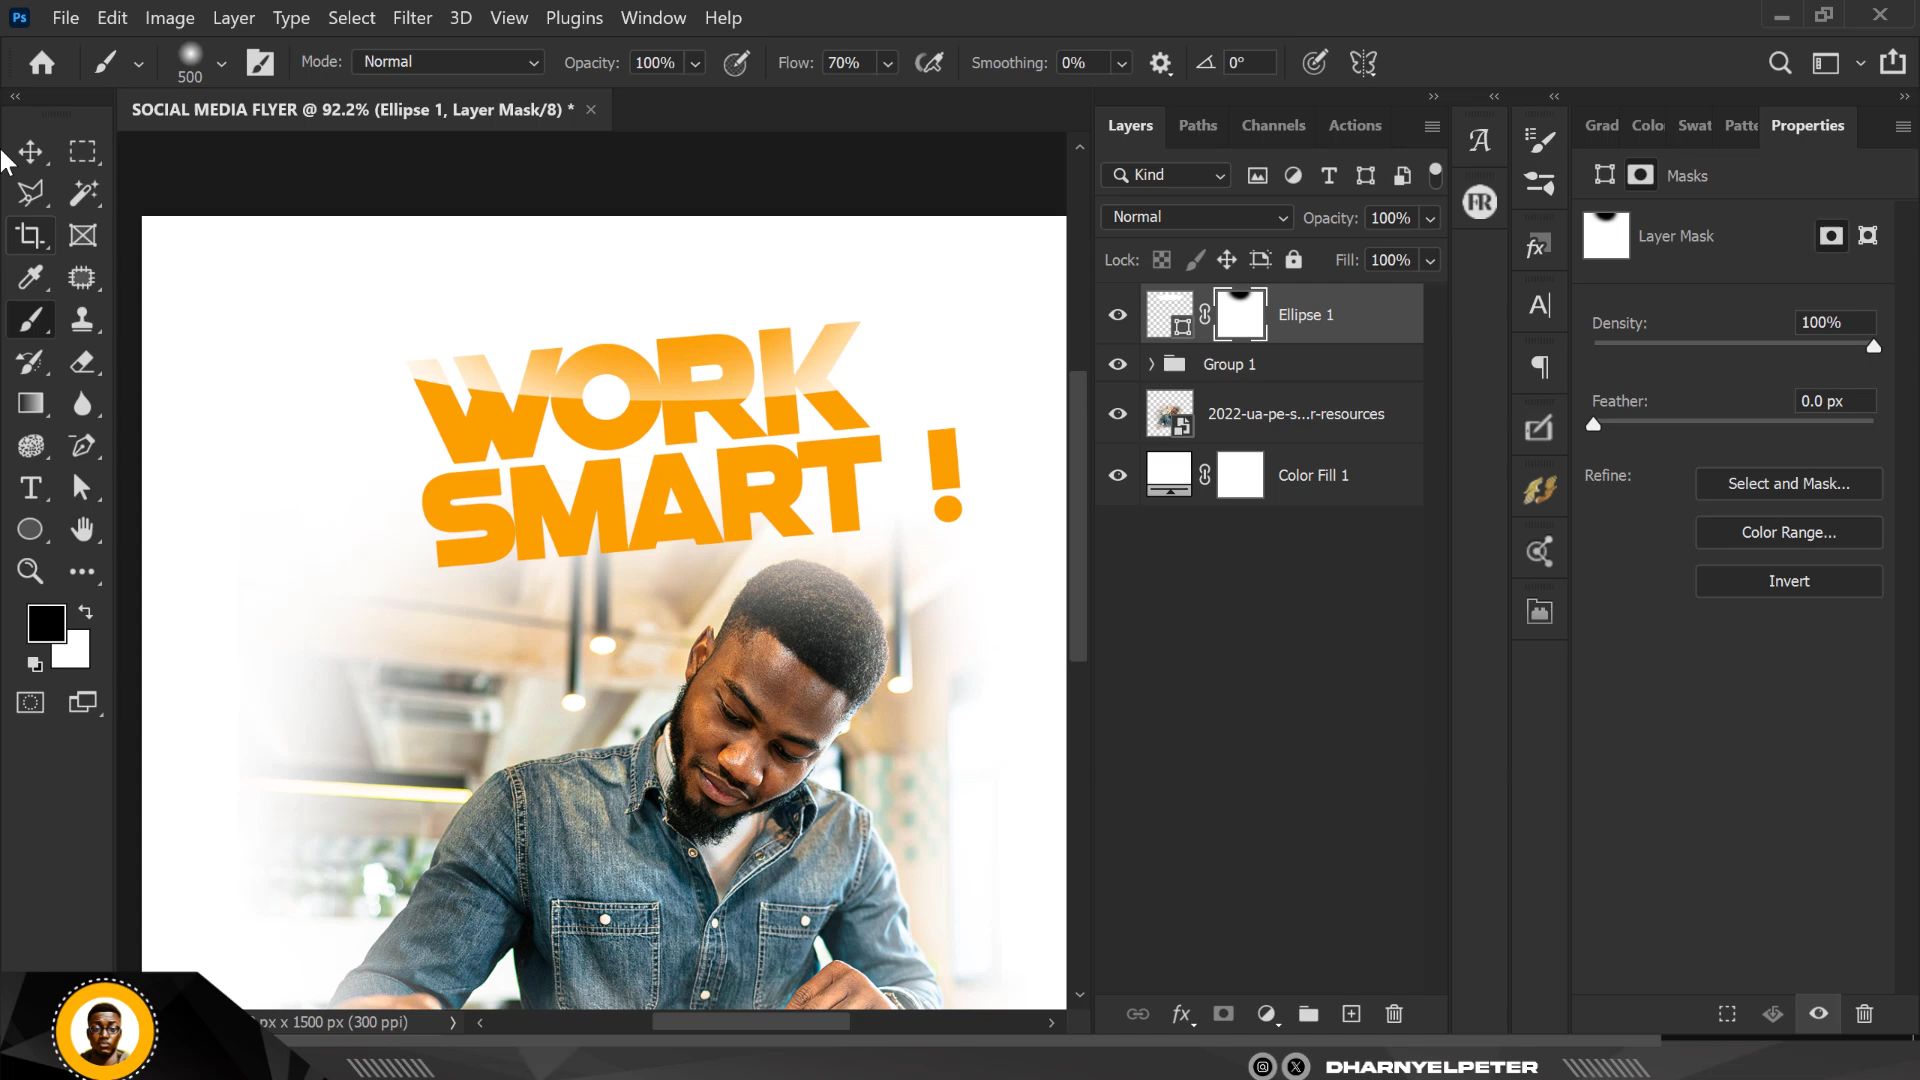 Ps File Edit Image Layer Type Select Filter 3D View Plugins Window Help
500 Mode: Normal Opacity: 100% Flow: 70% Smoothing: 0% 0°
SOCIAL MEDIA FLYER @ 92.2% (Ellipse 1, Layer Mask/8) *
Layers Paths Channels Actions
Grad Colo Swat Patte Properties
Kind
Masks
Normal Opacity: 100%
Layer Mask
Lock: Fill: 100%
Ellipse 1
Density: 100%
Group 1
Feather: 0.0 px
2022-ua-pe-s...r-resources
Color Fill 1
Refine: Select and Mask...
Color Range...
Invert
WORK
SMART !
FR
px x 1500 px (300 ppi)
DHARNYELPETER